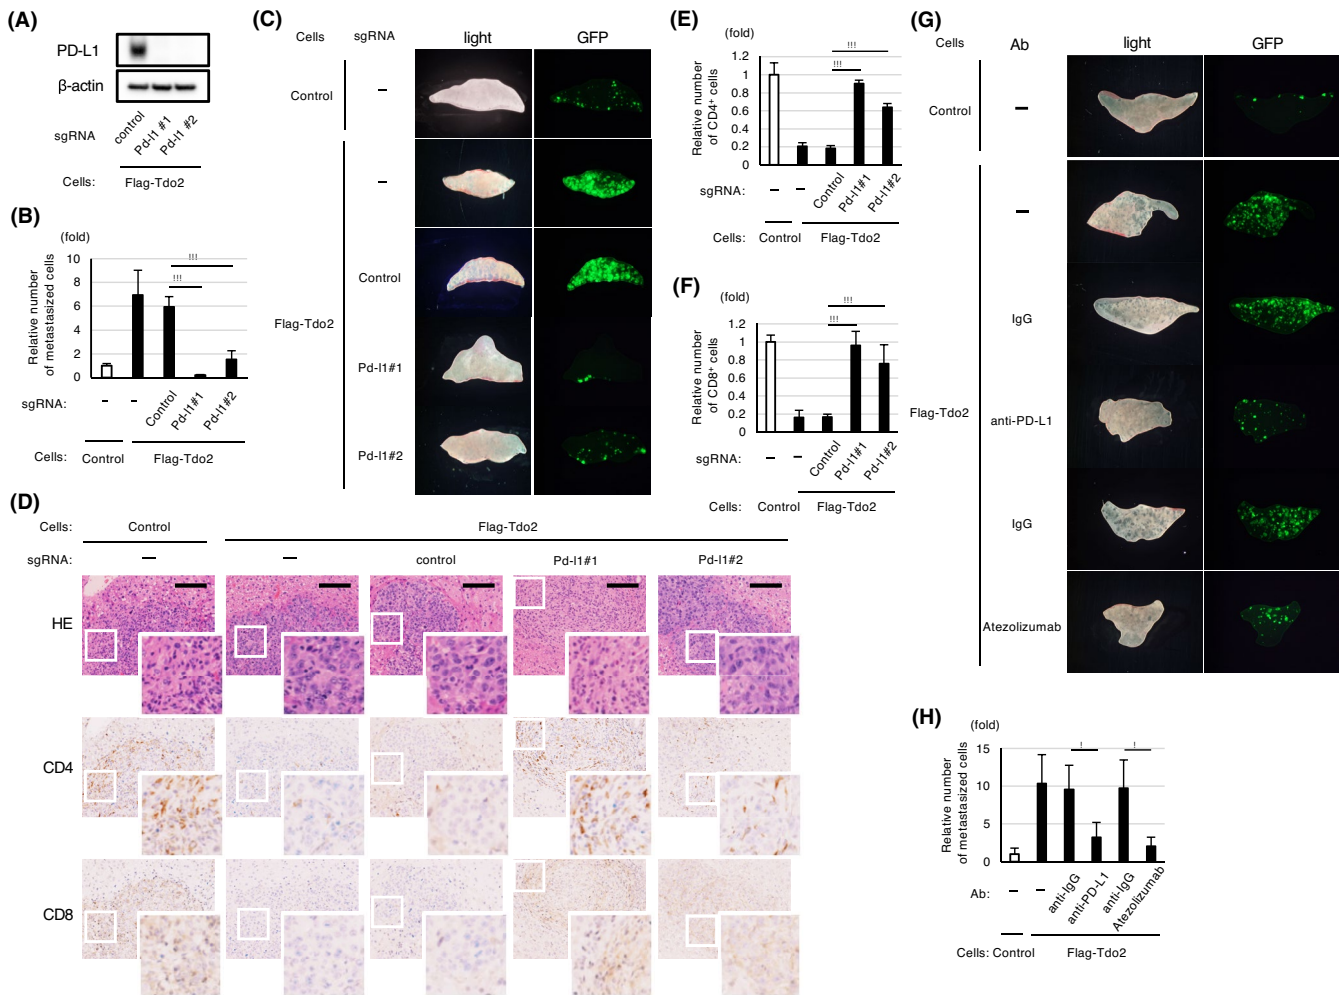 (A)
PD-L1
β-actin
sgRNA
control
Pd-l1 #1
Pd-l1 #2
Cells:
Flag-Tdo2
(B)
(fold)
Relative number
of metastasized cells
10
8
6
4
2
0
sgRNA:
–
–
Control
Pd-l1#1
Pd-l1#2
Cells:
Control
Flag-Tdo2
(C)
Cells
sgRNA
light
GFP
Control
–
–
Control
Flag-Tdo2
Pd-l1#1
Pd-l1#2
!!!
!!!
(D)
Cells:
Control
Flag-Tdo2
sgRNA:
–
–
control
Pd-l1#1
Pd-l1#2
HE
CD4
CD8
(E)
(fold)
Relative number
of CD4+ cells
1.2
1
0.8
0.6
0.4
0.2
0
!!!
!!!
sgRNA:
–
–
Control
Pd-l1#1
Pd-l1#2
Cells:
Control
Flag-Tdo2
(F)
(fold)
Relative number
of CD8+ cells
1.2
1
0.8
0.6
0.4
0.2
0
!!!
!!!
sgRNA:
–
–
Control
Pd-l1#1
Pd-l1#2
Cells:
Control
Flag-Tdo2
(G)
Cells
Ab
light
GFP
Control
–
–
IgG
Flag-Tdo2
anti-PD-L1
IgG
Atezolizumab
(H)
(fold)
Relative number
of metastasized cells
15
10
5
0
!
!
Ab:
–
–
anti-IgG
anti-PD-L1
anti-IgG
Atezolizumab
Cells: Control
Flag-Tdo2